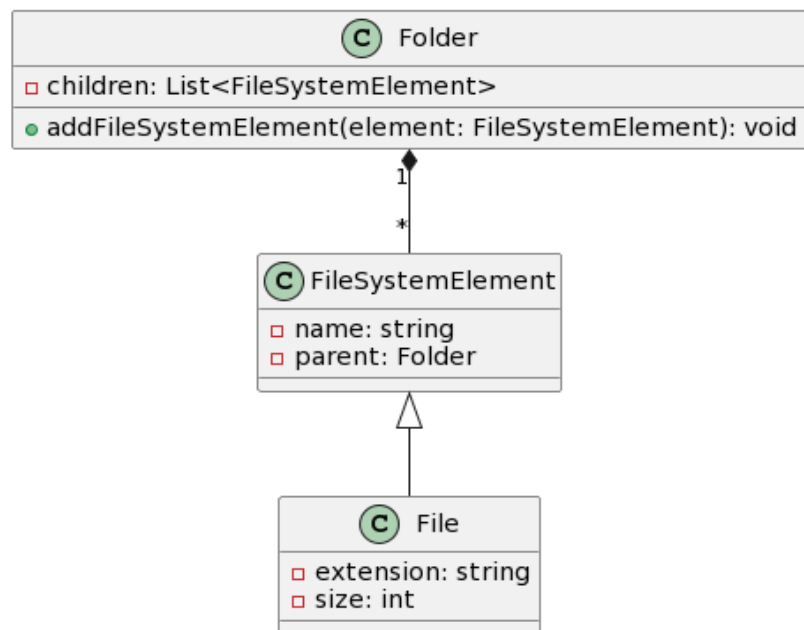 C Folder
children: List<FileSystemElement>
addFileSystemElement(element: FileSystemElement): void
1
*
C FileSystemElement
name: string
parent: Folder
C File
extension: string
size: int